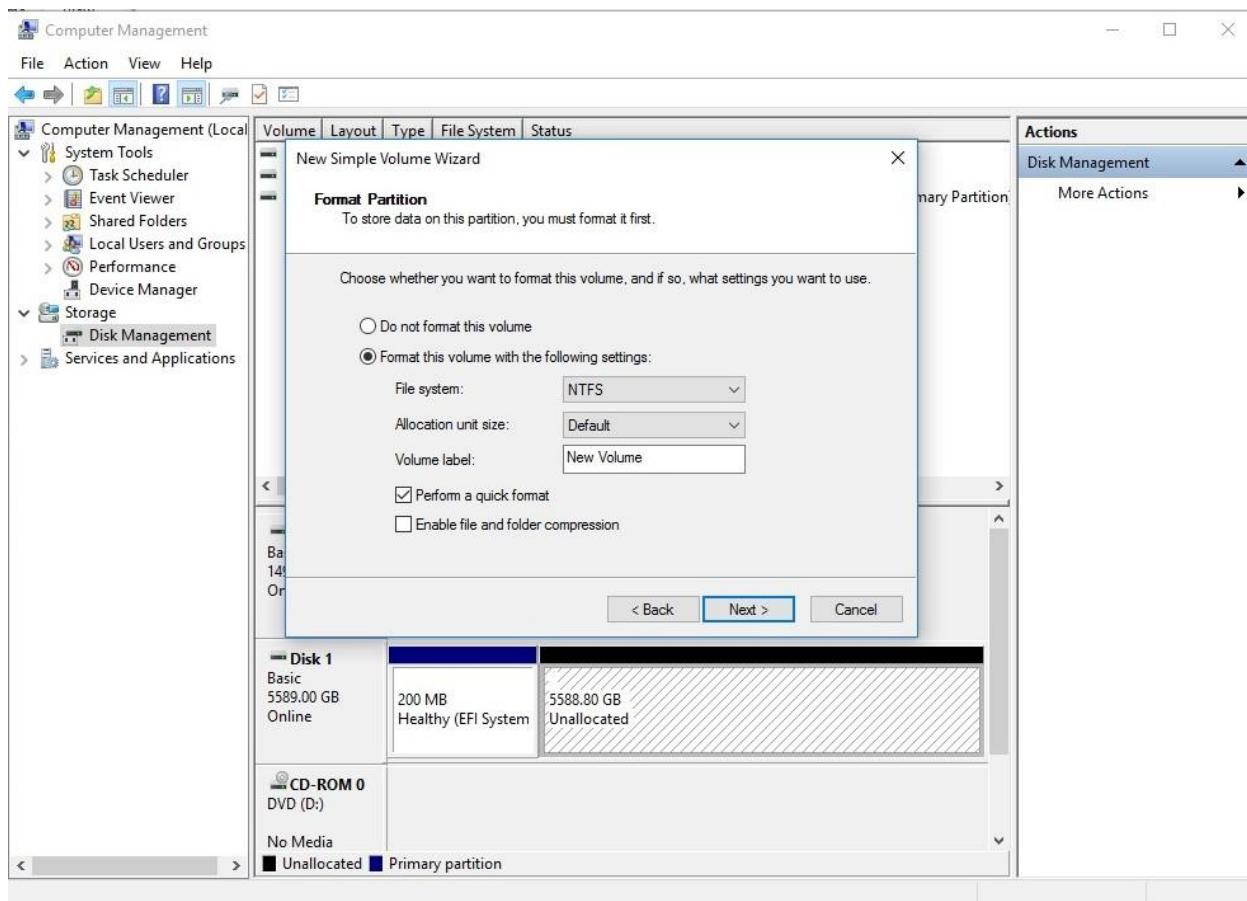 Computer Management
File Action View Help
Computer Management (Local
System Tools
Task Scheduler
Event Viewer
Shared Folders
Local Users and Groups
Performance
Device Manager
Storage
Disk Management
Services and Applications
Volume Layout Type File System Status
mary Partition)
New Simple Volume Wizard
Format Partition
To store data on this partition, you must format it first.
Choose whether you want to format this volume, and if so, what settings you want to use.
Do not format this volume
Format this volume with the following settings:
File system: NTFS
Allocation unit size: Default
Volume label: New Volume
Perform a quick format
Enable file and folder compression
< Back Next > Cancel
Ba
149
Or
Disk 1
Basic
5589.00 GB
Online
200 MB
Healthy (EFI System
5588.80 GB
Unallocated
CD-ROM 0
DVD (D:)
No Media
Unallocated Primary partition
Actions
Disk Management
More Actions